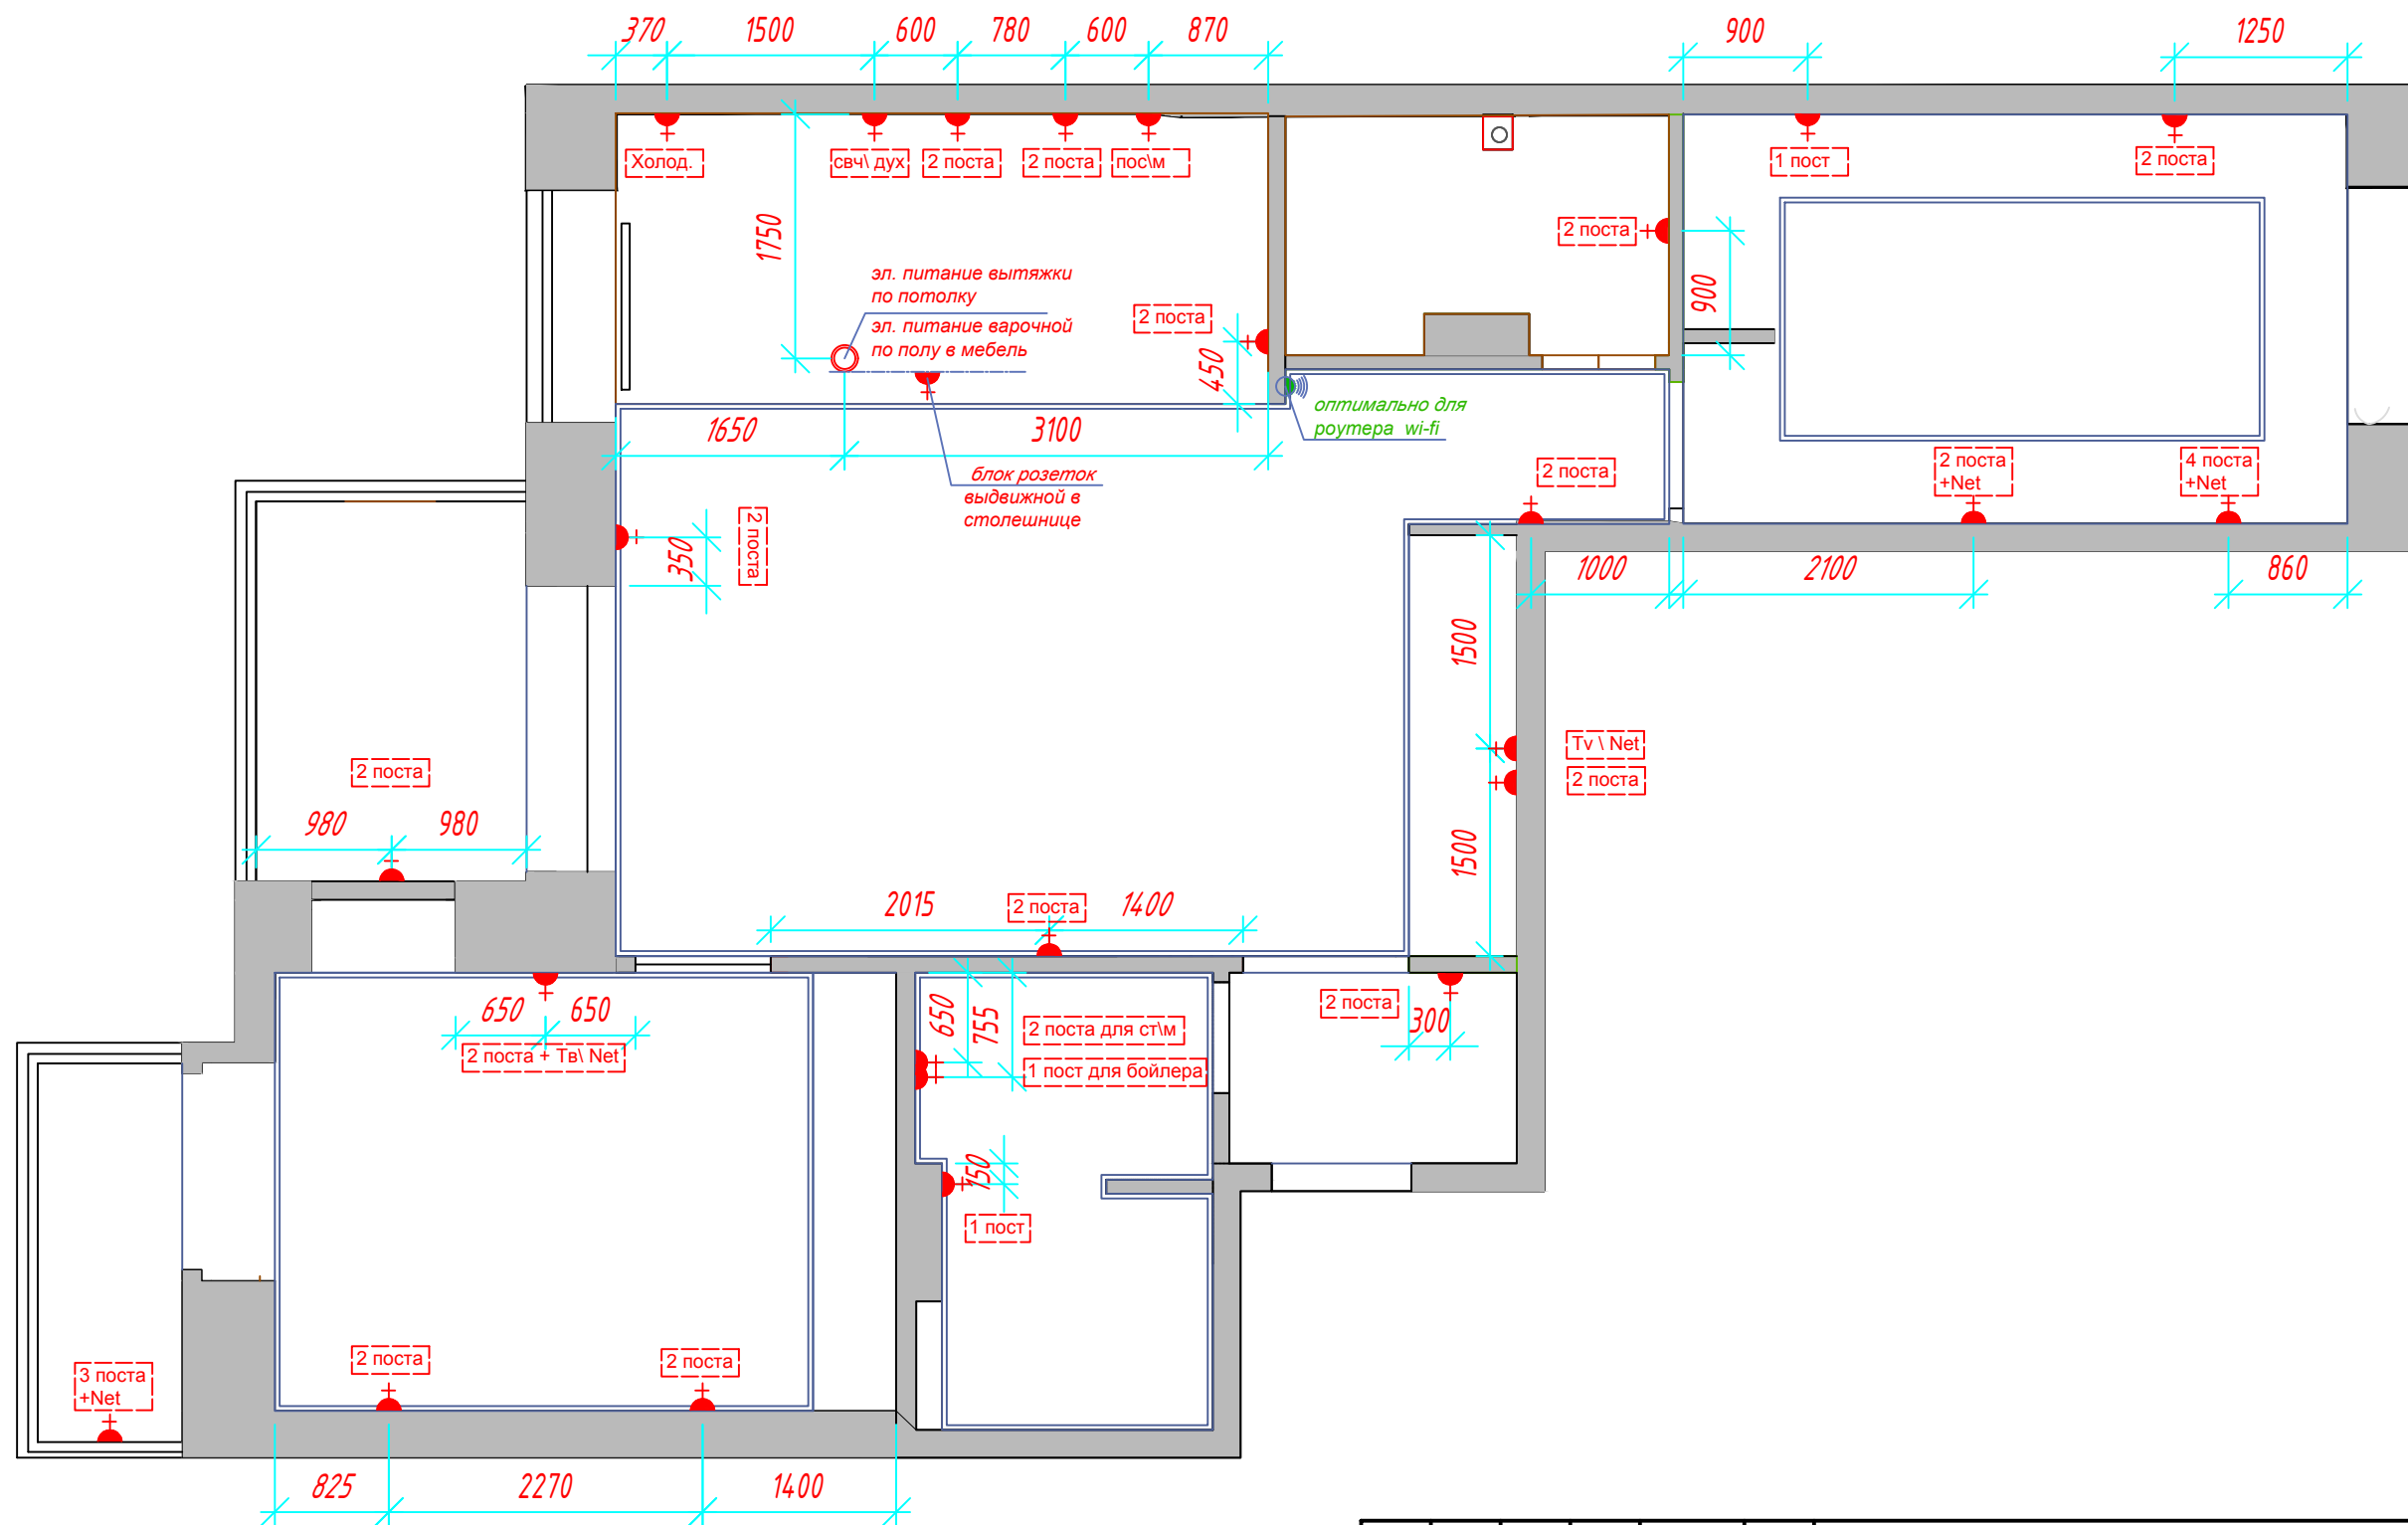 370
1500
600
780
600
870
900
1250
Холод.
свч\ дух
2 поста
2 поста
пос\м
1 пост
2 поста
1750
2 поста
900
эл. питание вытяжки
по потолку
эл. питание варочной
по полу в мебель
2 поста
450
оптимально для
роутера wi-fi
1650
3100
блок розеток
выдвижной в
столешнице
2 поста
2 поста
+Net
4 поста
+Net
2 поста
350
1000
2100
860
1500
Tv \ Net
2 поста
2 поста
980
980
1500
2015
2 поста
1400
650
650
2 поста + Тв\ Net
650
755
2 поста для ст\м
1 пост для бойлера
2 поста
300
150
1 пост
2 поста
2 поста
3 поста
+Net
825
2270
1400